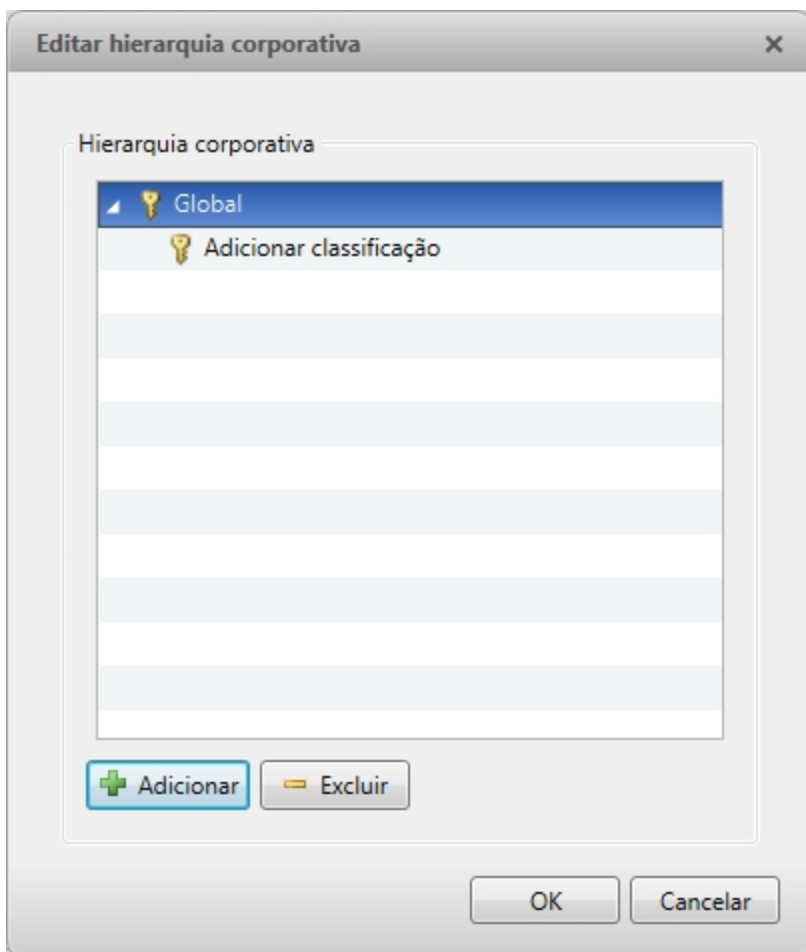 Editar hierarquia corporativa
Hierarquia corporativa
Global
Adicionar classificação
Adicionar Excluir
OK Cancelar